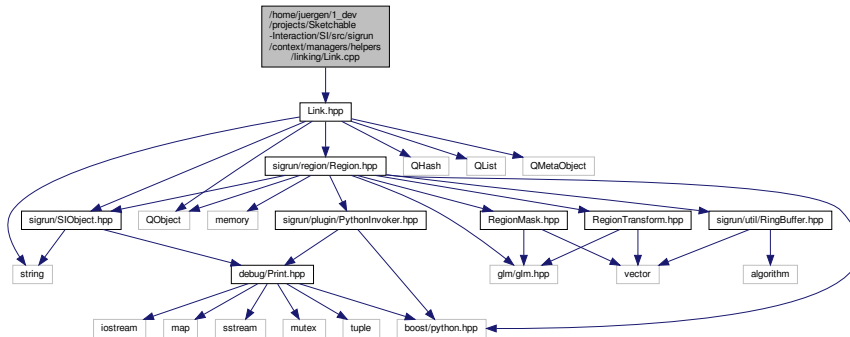 /home/juergen/1_dev
/projects/Sketchable
-Interaction/SI/src/sigrun
/context/managers/helpers
/linking/Link.cpp
Link.hpp
sigrun/region/Region.hpp
QHash
QList
QMetaObject
sigrun/SIObject.hpp
QObject
memory
sigrun/plugin/PythonInvoker.hpp
RegionMask.hpp
RegionTransform.hpp
sigrun/util/RingBuffer.hpp
string
debug/Print.hpp
glm/glm.hpp
vector
algorithm
iostream
map
sstream
mutex
tuple
boost/python.hpp